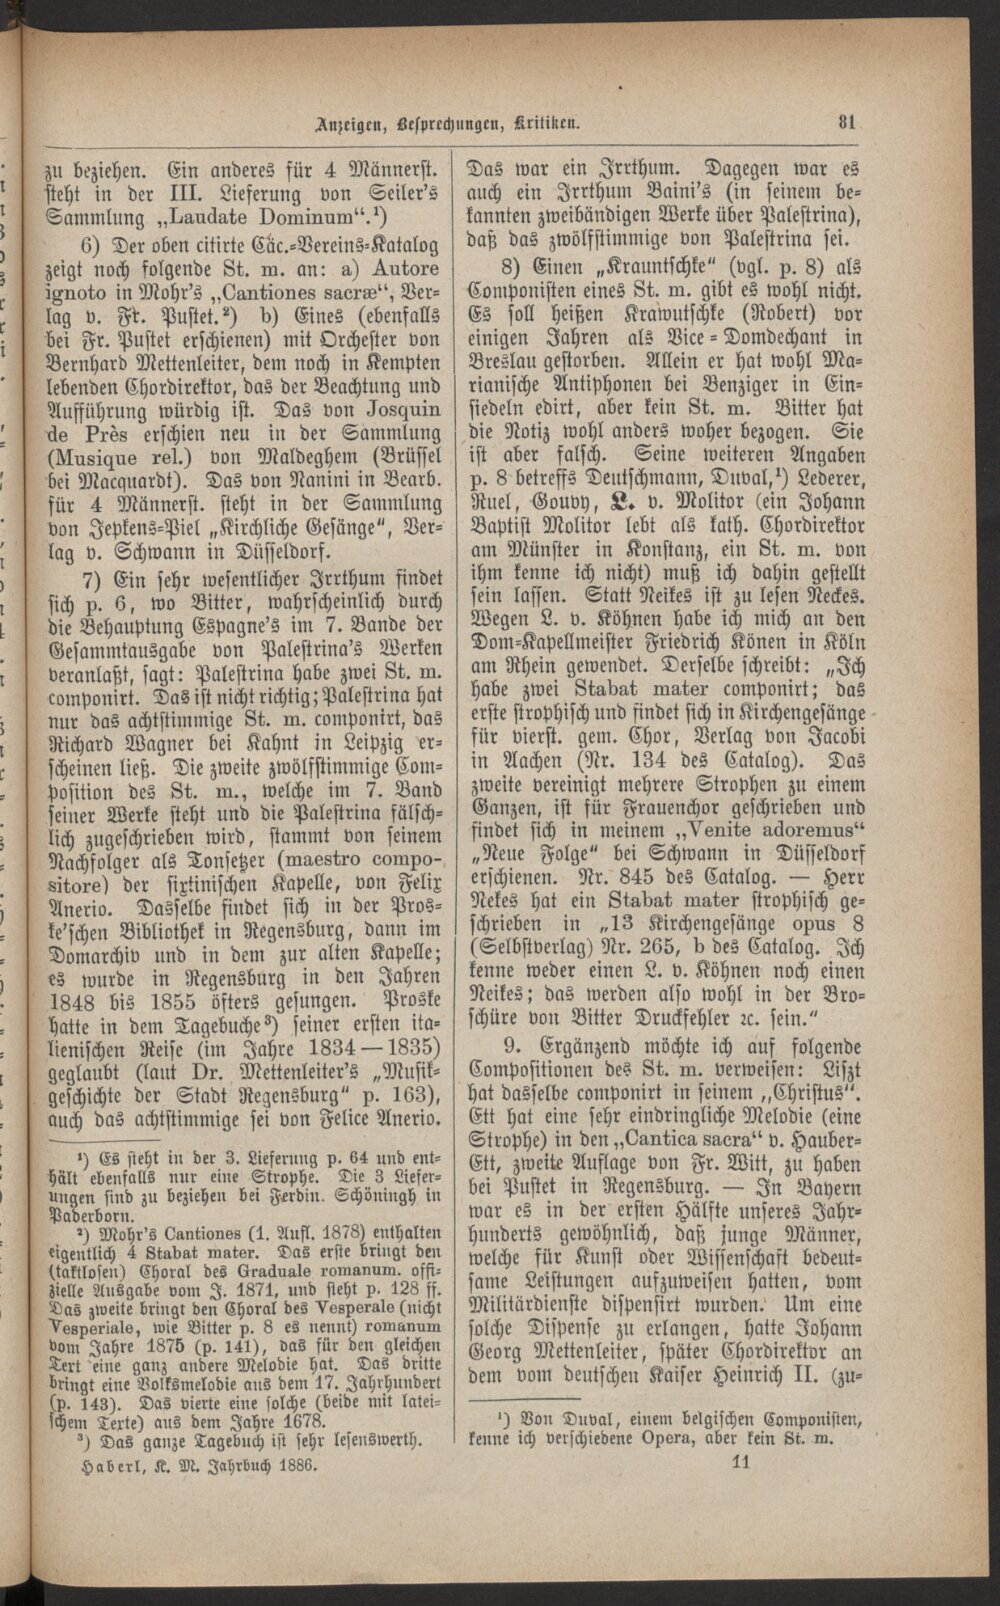 Anzeigen, Besprechungen, Kritiken. 81
zu beziehen. Ein anderes für 4 Männerst.
steht in der III. Lieferung von Seiler's
Sammlung „Laudate Dominum“.¹)
6) Der oben citirte Cäc.=Vereins=Katalog
zeigt noch folgende St. m. an: a) Autore
ignoto in Mohr's „Cantiones sacræ“, Ver=
lag v. Fr. Pustet.²) b) Eines (ebenfalls
bei Fr. Pustet erschienen) mit Orchester von
Bernhard Mettenleiter, dem noch in Kempten
lebenden Chordirektor, das der Beachtung und
Aufführung würdig ist. Das von Josquin
de Près erschien neu in der Sammlung
(Musique rel.) von Maldeghem (Brüssel
bei Macquardt). Das von Nanini in Bearb.
für 4 Männerst. steht in der Sammlung
von Jepkens=Piel „Kirchliche Gesänge“, Ver=
lag v. Schwann in Düsseldorf.
7) Ein sehr wesentlicher Irrthum findet
sich p. 6, wo Bitter, wahrscheinlich durch
die Behauptung Espagne's im 7. Bande der
Gesammtausgabe von Palestrina's Werken
veranlaßt, sagt: Palestrina habe zwei St. m.
componirt. Das ist nicht richtig; Palestrina hat
nur das achtstimmige St. m. componirt, das
Richard Wagner bei Kahnt in Leipzig er=
scheinen ließ. Die zweite zwölfstimmige Com=
position des St. m., welche im 7. Band
seiner Werke steht und die Palestrina fälsch=
lich zugeschrieben wird, stammt von seinem
Nachfolger als Tonsetzer (maestro compo-
sitore) der sixtinischen Kapelle, von Felix
Anerio. Dasselbe findet sich in der Pros=
ke'schen Bibliothek in Regensburg, dann im
Domarchiv und in dem zur alten Kapelle;
es wurde in Regensburg in den Jahren
1848 bis 1855 öfters gesungen. Proske
hatte in dem Tagebuche³) seiner ersten ita=
lienischen Reise (im Jahre 1834—1835)
geglaubt (laut Dr. Mettenleiter's „Musik=
geschichte der Stadt Regensburg“ p. 163),
auch das achtstimmige sei von Felice Anerio.
¹) Es steht in der 3. Lieferung p. 64 und ent=
hält ebenfalls nur eine Strophe. Die 3 Liefer=
ungen sind zu beziehen bei Ferdin. Schöningh in
Paderborn.
²) Mohr's Cantiones (1. Aufl. 1878) enthalten
eigentlich 4 Stabat mater. Das erste bringt den
(taktlosen) Choral des Graduale romanum. offi=
zielle Ausgabe vom J. 1871, und steht p. 128 ff.
Das zweite bringt den Choral des Vesperale (nicht
Vesperiale, wie Bitter p. 8 es nennt) romanum
vom Jahre 1875 (p. 141), das für den gleichen
Text eine ganz andere Melodie hat. Das dritte
bringt eine Volksmelodie aus dem 17. Jahrhundert
(p. 143). Das vierte eine solche (beide mit latei=
schem Texte) aus dem Jahre 1678.
³) Das ganze Tagebuch ist sehr lesenswerth.
Haberl, K. M. Jahrbuch 1886.
Das war ein Irrthum. Dagegen war es
auch ein Irrthum Baini's (in seinem be=
kannten zweibändigen Werke über Palestrina),
daß das zwölfstimmige von Palestrina sei.
8) Einen „Krauntschke“ (vgl. p. 8) als
Componisten eines St. m. gibt es wohl nicht.
Es soll heißen Krawutschke (Robert) vor
einigen Jahren als Vice=Domdechant in
Breslau gestorben. Allein er hat wohl Ma=
rianische Antiphonen bei Benziger in Ein=
siedeln edirt, aber kein St. m. Bitter hat
die Notiz wohl anders woher bezogen. Sie
ist aber falsch. Seine weiteren Angaben
p. 8 betreffs Deutschmann, Duval,¹) Lederer,
Ruel, Gouvy, L. v. Molitor (ein Johann
Baptist Molitor lebt als kath. Chordirektor
am Münster in Konstanz, ein St. m. von
ihm kenne ich nicht) muß ich dahin gestellt
sein lassen. Statt Neikes ist zu lesen Neckes.
Wegen L. v. Köhnen habe ich mich an den
Dom=Kapellmeister Friedrich Könen in Köln
am Rhein gewendet. Derselbe schreibt: „Ich
habe zwei Stabat mater componirt; das
erste strophisch und findet sich in Kirchengesänge
für vierst. gem. Chor, Verlag von Jacobi
in Aachen (Nr. 134 des Catalog). Das
zweite vereinigt mehrere Strophen zu einem
Ganzen, ist für Frauenchor geschrieben und
findet sich in meinem „Venite adoremus“
„Neue Folge“ bei Schwann in Düsseldorf
erschienen. Nr. 845 des Catalog. — Herr
Nekes hat ein Stabat mater strophisch ge=
schrieben in „13 Kirchengesänge opus 8
(Selbstverlag) Nr. 265, b des Catalog. Ich
kenne weder einen L. v. Köhnen noch einen
Neikes; das werden also wohl in der Bro=
schüre von Bitter Druckfehler ꝛc. sein.“
9. Ergänzend möchte ich auf folgende
Compositionen des St. m. verweisen: Liszt
hat dasselbe componirt in seinem „Christus“.
Ett hat eine sehr eindringliche Melodie (eine
Strophe) in den „Cantica sacra“ v. Hauber=
Ett, zweite Auflage von Fr. Witt, zu haben
bei Pustet in Regensburg. — In Bayern
war es in der ersten Hälfte unseres Jahr=
hunderts gewöhnlich, daß junge Männer,
welche für Kunst oder Wissenschaft bedeut=
same Leistungen aufzuweisen hatten, vom
Militärdienste dispensirt wurden. Um eine
solche Dispense zu erlangen, hatte Johann
Georg Mettenleiter, später Chordirektor an
dem vom deutschen Kaiser Heinrich II. (zu=
¹) Von Duval, einem belgischen Componisten,
kenne ich verschiedene Opera, aber kein St. m.
11